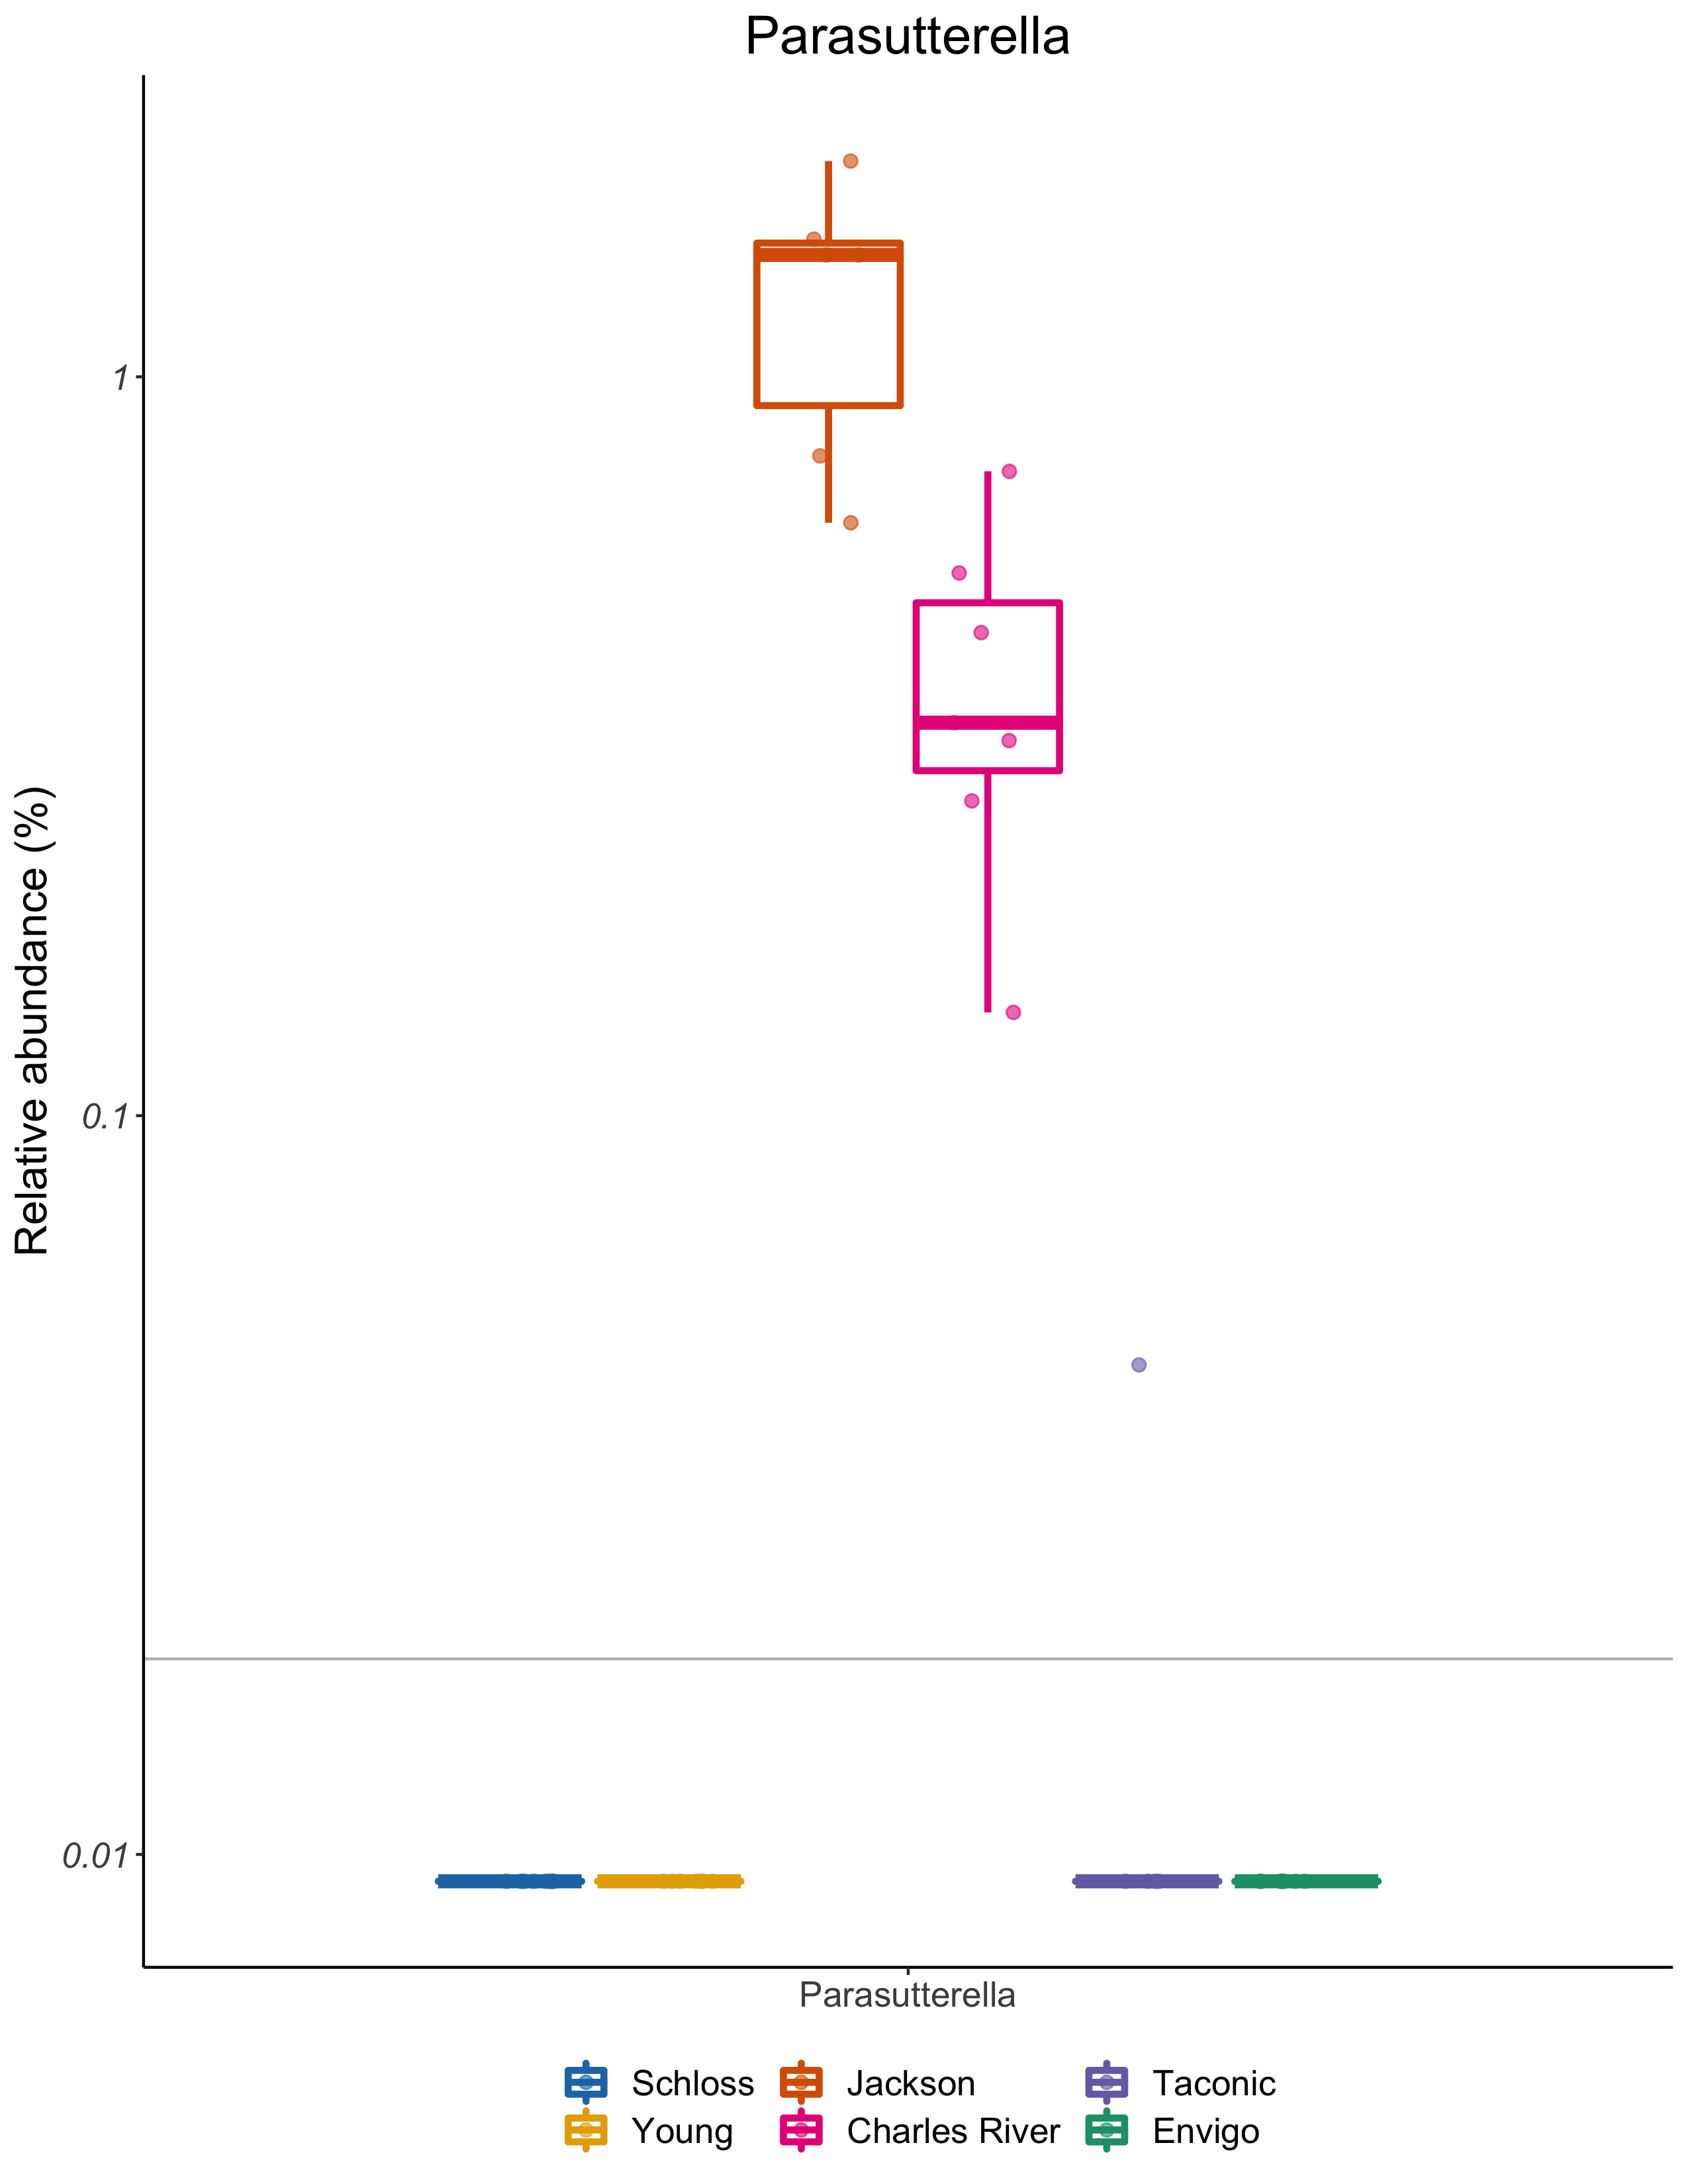 Parasutterella
Relative abundance (%)
1
0.1
0.01
Parasutterella
Schloss Jackson Taconic
Young Charles River Envigo